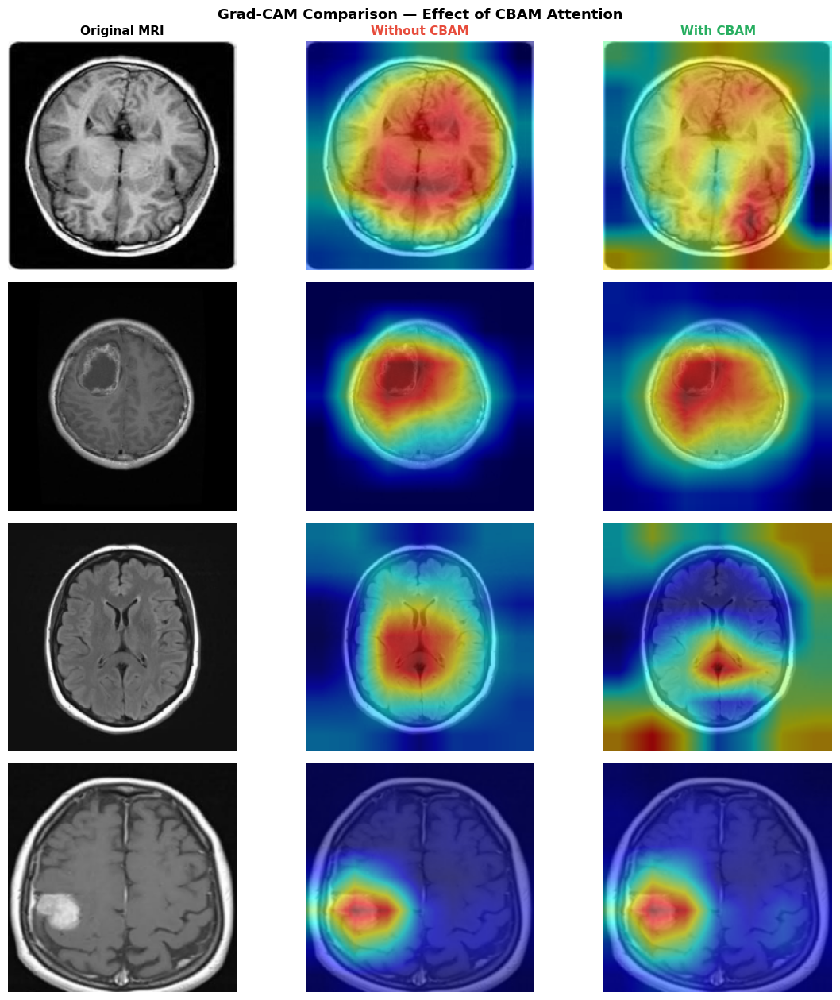 Grad-CAM Comparison — Effect of CBAM Attention
Original MRI
Without CBAM
With CBAM